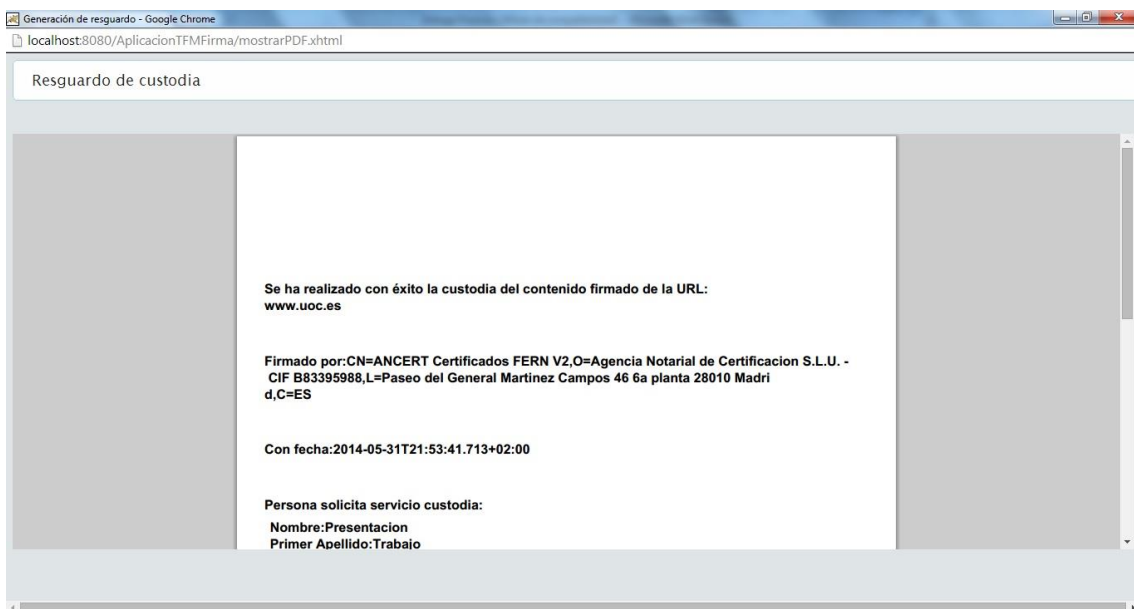 Generación de resguardo - Google Chrome
localhost:8080/AplicacionTFMFirma/mostrarPDF.xhtml
Resguardo de custodia
Se ha realizado con éxito la custodia del contenido firmado de la URL:
www.uoc.es
Firmado por:CN=ANCERT Certificados FERN V2,O=Agencia Notarial de Certificacion S.L.U. -
CIF B83395988,L=Paseo del General Martinez Campos 46 6a planta 28010 Madri
d,C=ES
Con fecha:2014-05-31T21:53:41.713+02:00
Persona solicita servicio custodia:
Nombre:Presentacion
Primer Apellido:Trabajo